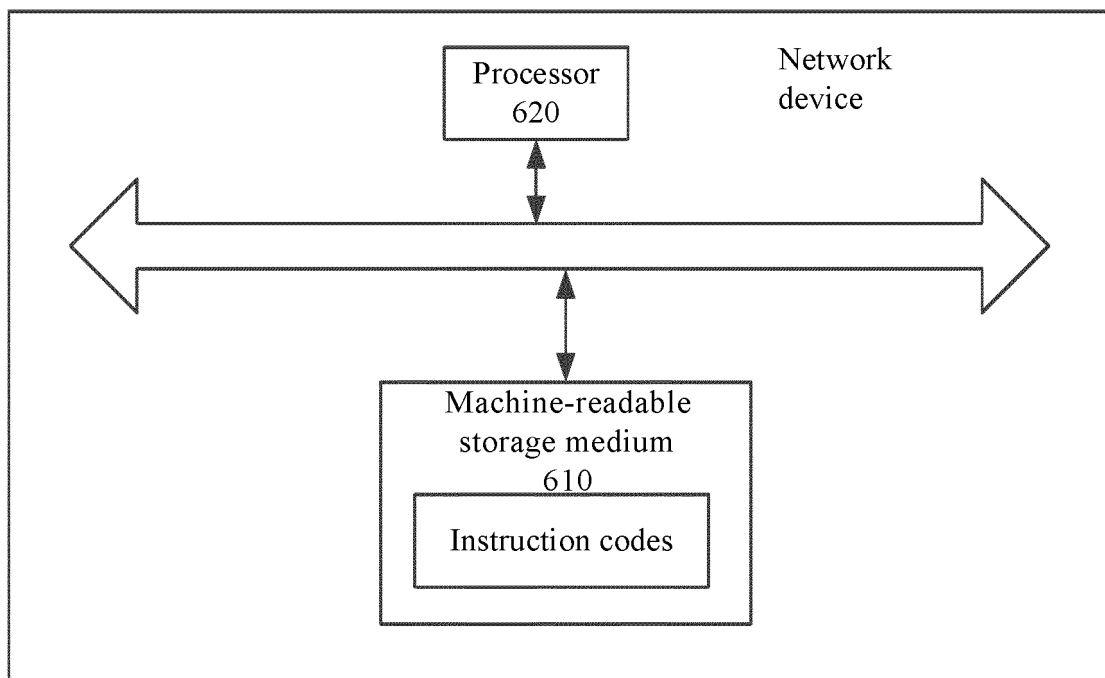 Processor
620
Network
device
Machine-readable
storage medium
610
Instruction codes